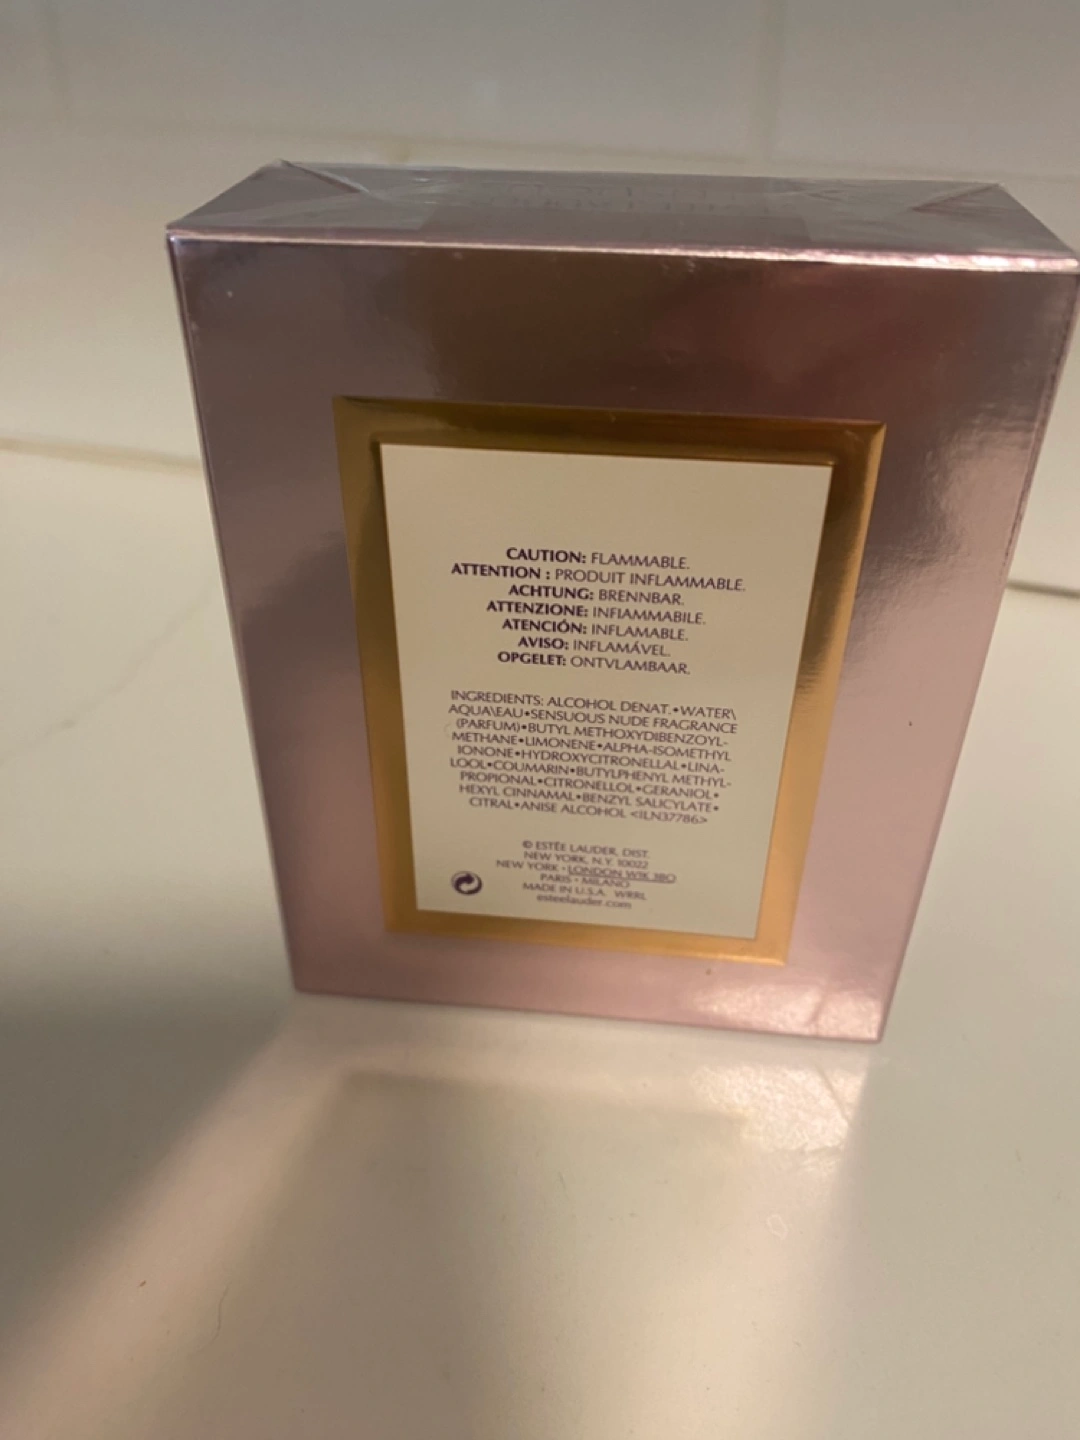 CAUTION: FLAMMABLE.
ATTENTION : PRODUIT INFLAMMABLE.
ACHTUNG: BRENNBAR.
ATTENZIONE: INFIAMMABILE.
ATENCIÓN: INFLAMABLE.
AVISO: INFLAMÁVEL.
OPGELET: ONTVLAMBAAR.
INGREDIENTS: ALCOHOL DENAT.•WATER\
AQUA\EAU•SENSUOUS NUDE FRAGRANCE
(PARFUM)•BUTYL METHOXYDIBENZOYL-
METHANE•LIMONENE•ALPHA-ISOMETHYL
IONONE•HYDROXYCITRONELLAL•LINA-
LOOL•COUMARIN•BUTYLPHENYL METHYL-
PROPIONAL•CITRONELLOL•GERANIOL•
HEXYL CINNAMAL•BENZYL SALICYLATE•
CITRAL•ANISE ALCOHOL <ILN37786>
© ESTĒE LAUDER, DIST.
NEW YORK, N.Y. 10022
NEW YORK • LONDON W1K 3BQ
PARIS • MILANO
MADE IN U.S.A. WRRL
esteelauder.com